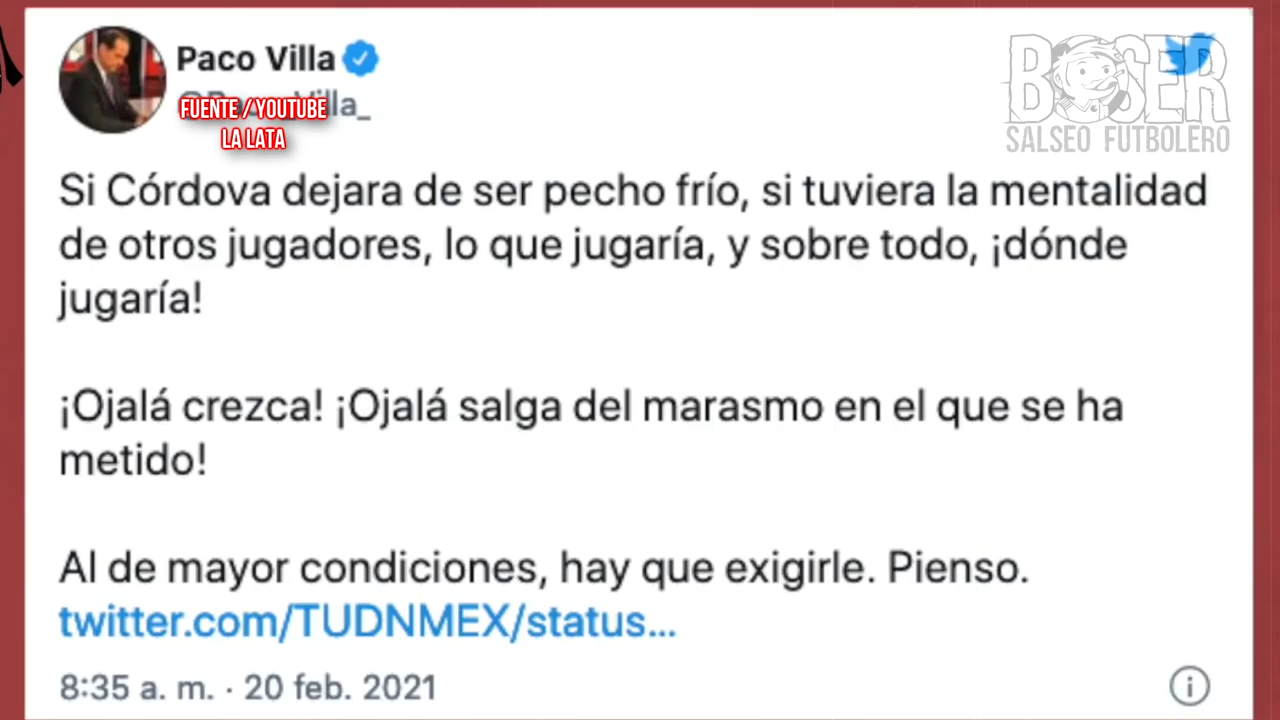 Paco Villa
FUENTE / YOUTUBE
LA LATA
BOSER
SALSEO FUTBOLERO
Si Córdova dejara de ser pecho frío, si tuviera la mentalidad
de otros jugadores, lo que jugaría, y sobre todo, ¡dónde
jugaría!
¡Ojalá crezca! ¡Ojalá salga del marasmo en el que se ha
metido!
Al de mayor condiciones, hay que exigirle. Pienso.
twitter.com/TUDNMEX/status...
8:35 a. m. · 20 feb. 2021